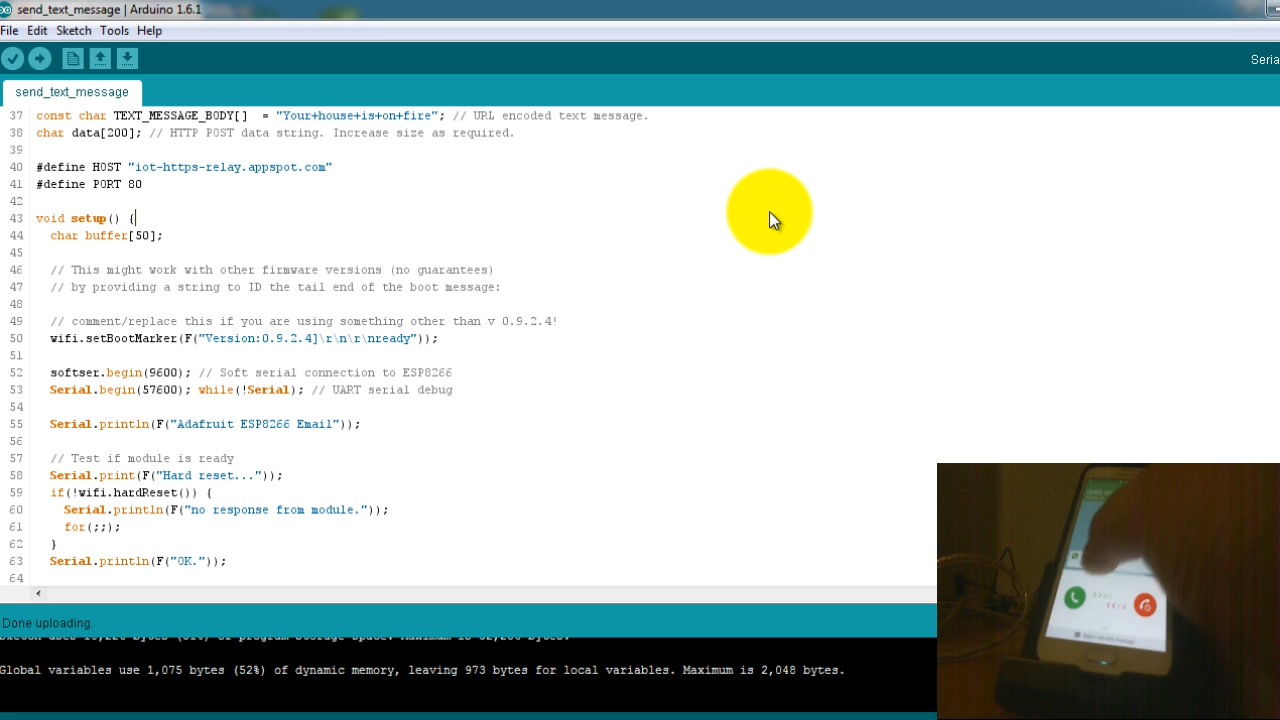 send_text_message | Arduino 1.6.1
File Edit Sketch Tools Help
Seria
send_text_message
37 const char TEXT_MESSAGE_BODY[]  = "Your+house+is+on+fire"; // URL encoded text message.
38 char data[200]; // HTTP POST data string. Increase size as required.
39
40 #define HOST "iot-https-relay.appspot.com"
41 #define PORT 80
42
43 void setup() {
44   char buffer[50];
45
46   // This might work with other firmware versions (no guarantees)
47   // by providing a string to ID the tail end of the boot message:
48
49   // comment/replace this if you are using something other than v 0.9.2.4!
50   wifi.setBootMarker(F("Version:0.9.2.4]\r\n\r\nready"));
51
52   softser.begin(9600); // Soft serial connection to ESP8266
53   Serial.begin(57600); while(!Serial); // UART serial debug
54
55   Serial.println(F("Adafruit ESP8266 Email"));
56
57   // Test if module is ready
58   Serial.print(F("Hard reset..."));
59   if(!wifi.hardReset()) {
60     Serial.println(F("no response from module."));
61     for(;;);
62   }
63   Serial.println(F("OK."));
64
Done uploading.
Global variables use 1,075 bytes (52%) of dynamic memory, leaving 973 bytes for local variables. Maximum is 2,048 bytes.